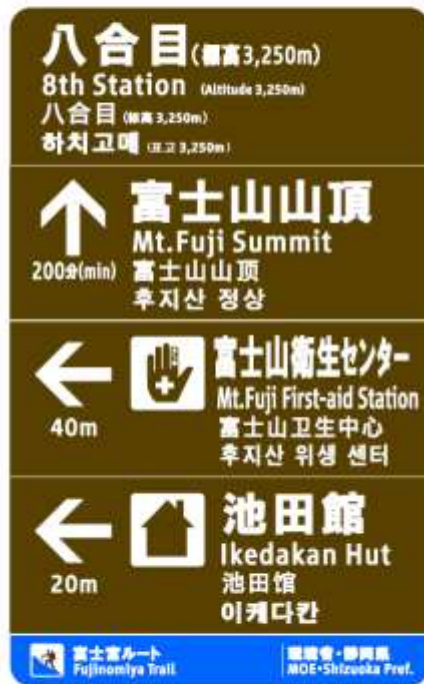 八合目(標高3,250m)
8th Station (Altitude 3,250m)
八合目 (标高 3,250m)
하치고메 (표고 3,250m)
富士山山頂
Mt.Fuji Summit
200分(min)
富士山山顶
후지산 정상
富士山衛生センター
Mt.Fuji First-aid Station
40m
富士山卫生中心
후지산 위생 센터
池田館
Ikedakan Hut
20m
池田馆
이케다칸
富士宮ルート
Fujinomiya Trail
環境省・静岡県
MOE・Shizuoka Pref.